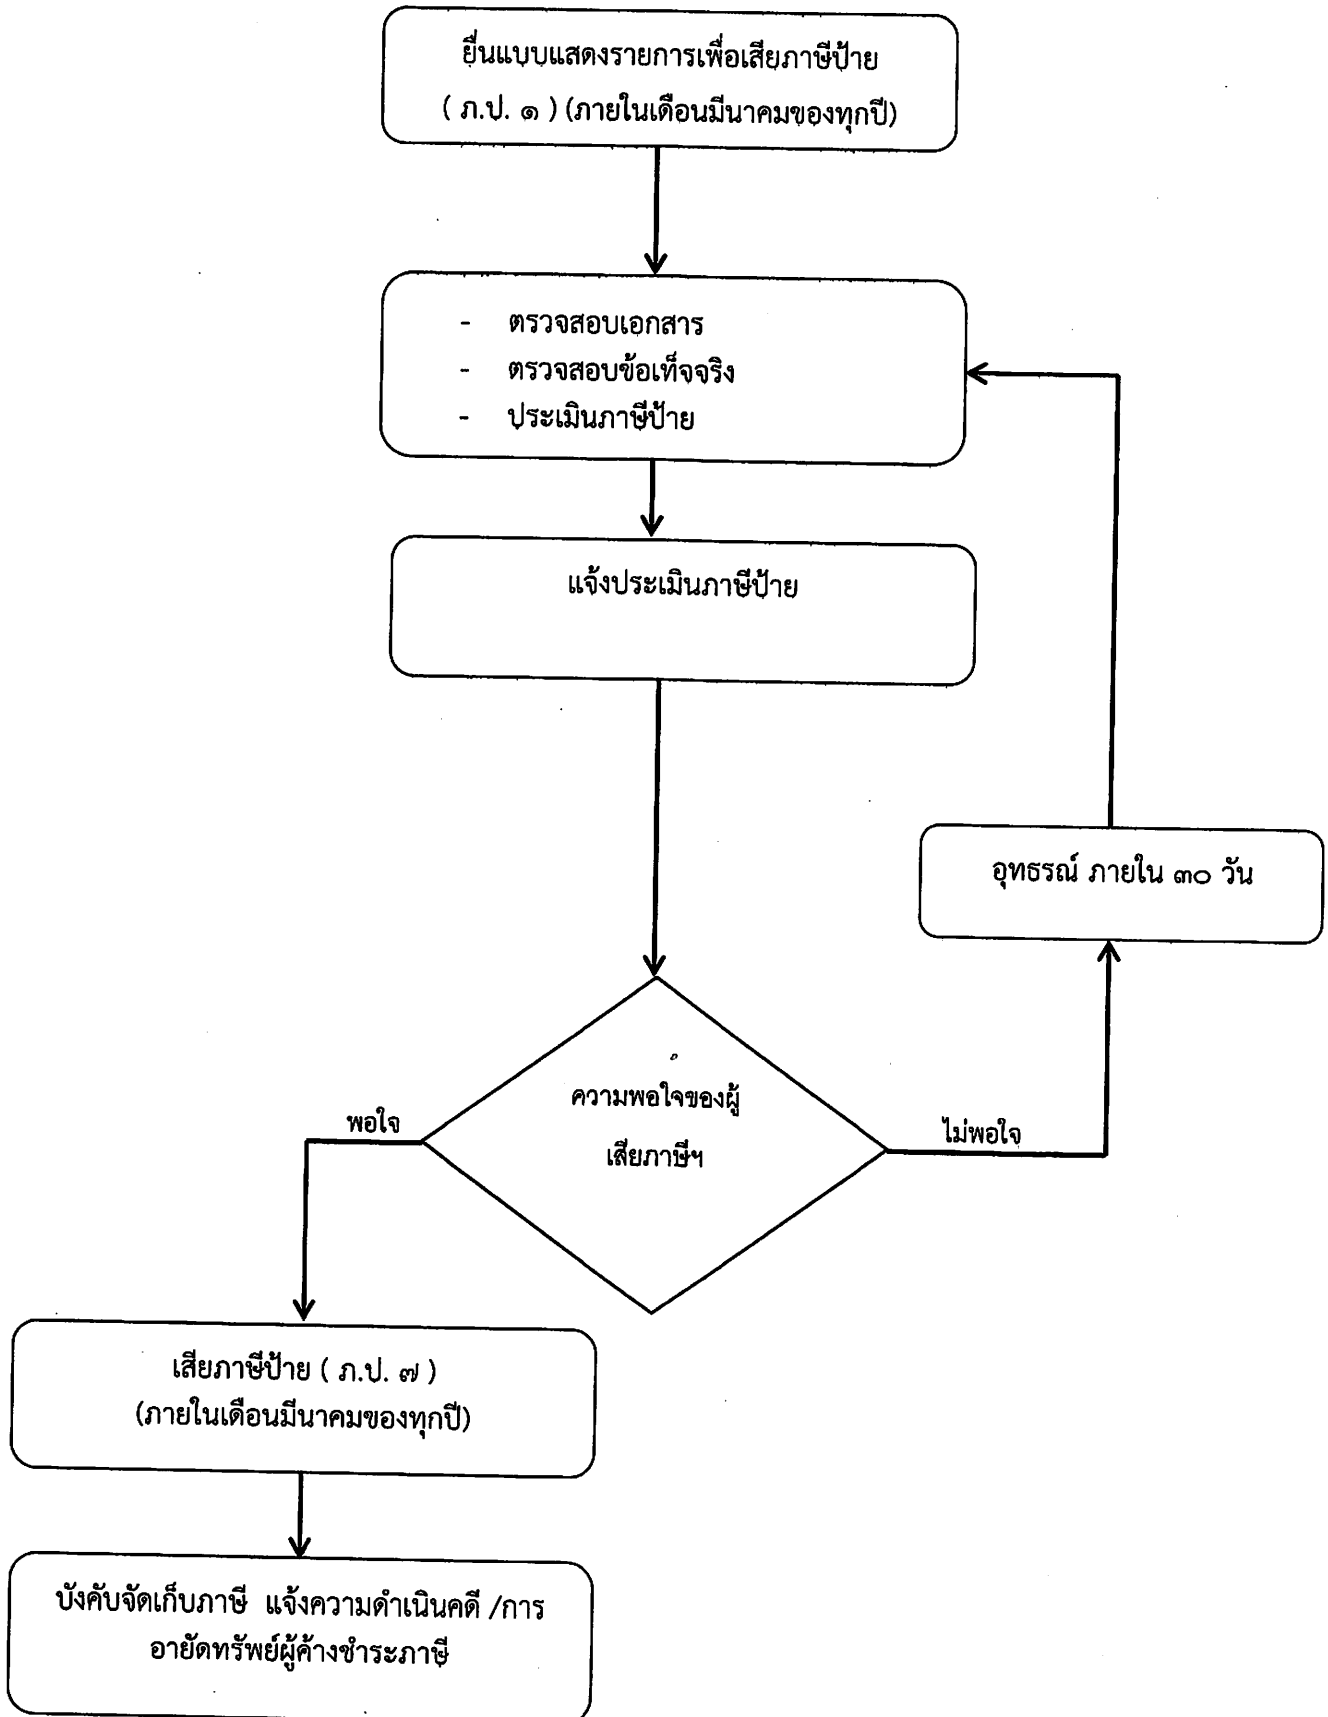 ยื่นแบบแสดงรายการเพื่อเสียภาษีป้าย
( ภ.ป. ๑ ) (ภายในเดือนมีนาคมของทุกปี)
- ตรวจสอบเอกสาร
- ตรวจสอบข้อเท็จจริง
- ประเมินภาษีป้าย
แจ้งประเมินภาษีป้าย
อุทธรณ์ ภายใน ๓๐ วัน
ความพอใจของผู้
เสียภาษีฯ
พอใจ
ไม่พอใจ
เสียภาษีป้าย ( ภ.ป. ๗ )
(ภายในเดือนมีนาคมของทุกปี)
บังคับจัดเก็บภาษี แจ้งความดำเนินคดี /การ
อายัดทรัพย์ผู้ค้างชำระภาษี